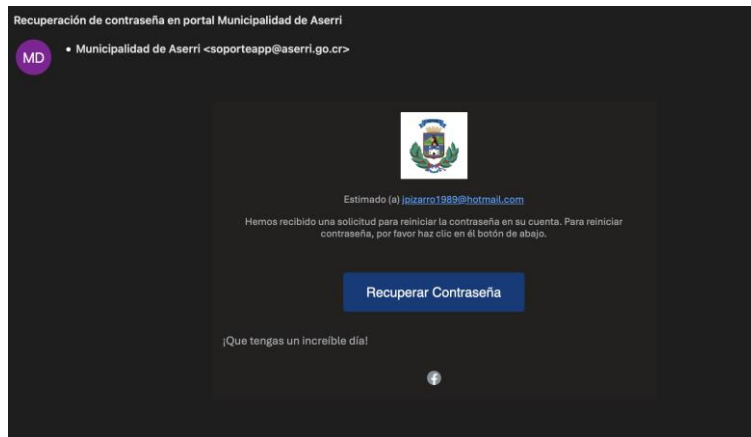 Recuperación de contraseña en portal Municipalidad de Aserri
MD
• Municipalidad de Aserri <soporteapp@aserri.go.cr>
Estimado (a) jpizarro1989@hotmail.com
Hemos recibido una solicitud para reiniciar la contraseña en su cuenta. Para reiniciar
contraseña, por favor haz clic en él botón de abajo.
Recuperar Contraseña
¡Que tengas un increíble día!